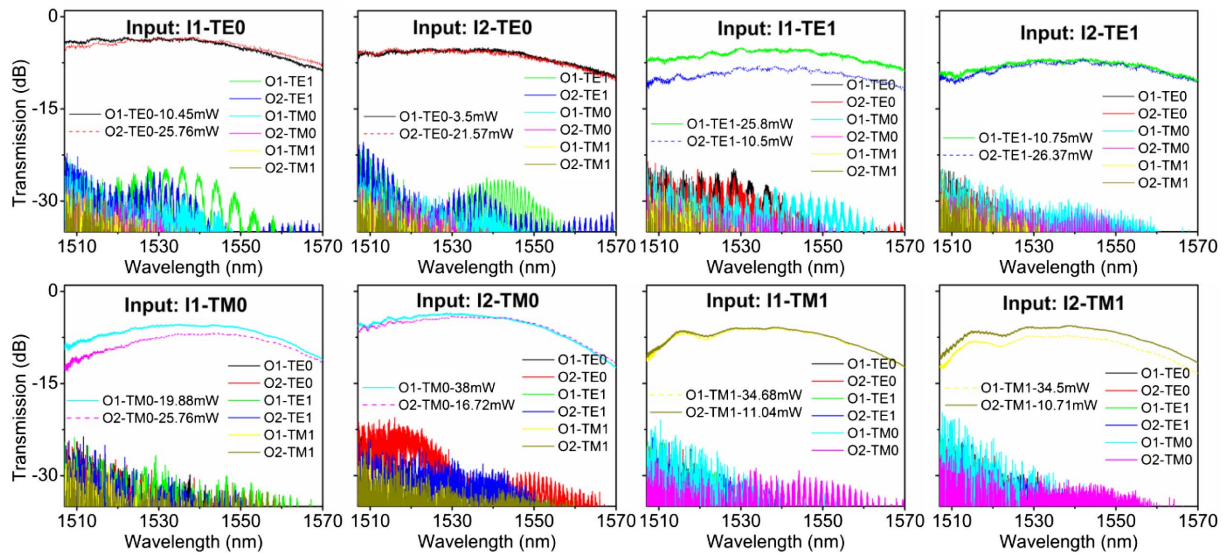 Input: I1-TE0
O1-TE1
O2-TE1
O1-TM0
O2-TM0
O1-TM1
O2-TM1
O1-TE0-10.45mW
O2-TE0-25.76mW
0
-15
-30
Transmission (dB)
1510
1530
1550
1570
Wavelength (nm)
Input: I2-TE0
O1-TE1
O2-TE1
O1-TM0
O2-TM0
O1-TM1
O2-TM1
O1-TE0-3.5mW
O2-TE0-21.57mW
1510
1530
1550
1570
Wavelength (nm)
Input: I1-TE1
O1-TE0
O2-TE0
O1-TM0
O2-TM0
O1-TM1
O2-TM1
O1-TE1-25.8mW
O2-TE1-10.5mW
1510
1530
1550
1570
Wavelength (nm)
Input: I2-TE1
O1-TE0
O2-TE0
O1-TM0
O2-TM0
O1-TM1
O2-TM1
O1-TE1-10.75mW
O2-TE1-26.37mW
1510
1530
1550
1570
Wavelength (nm)
Input: I1-TM0
O1-TE0
O2-TE0
O1-TE1
O2-TE1
O1-TM1
O2-TM1
O1-TM0-19.88mW
O2-TM0-25.76mW
0
-15
-30
Transmission (dB)
1510
1530
1550
1570
Wavelength (nm)
Input: I2-TM0
O1-TE0
O2-TE0
O1-TE1
O2-TE1
O1-TM1
O2-TM1
O1-TM0-38mW
O2-TM0-16.72mW
1510
1530
1550
1570
Wavelength (nm)
Input: I1-TM1
O1-TE0
O2-TE0
O1-TE1
O2-TE1
O1-TM0
O2-TM0
O1-TM1-34.68mW
O2-TM1-11.04mW
1510
1530
1550
1570
Wavelength (nm)
Input: I2-TM1
O1-TE0
O2-TE0
O1-TE1
O2-TE1
O1-TM0
O2-TM0
O1-TM1-34.5mW
O2-TM1-10.71mW
1510
1530
1550
1570
Wavelength (nm)